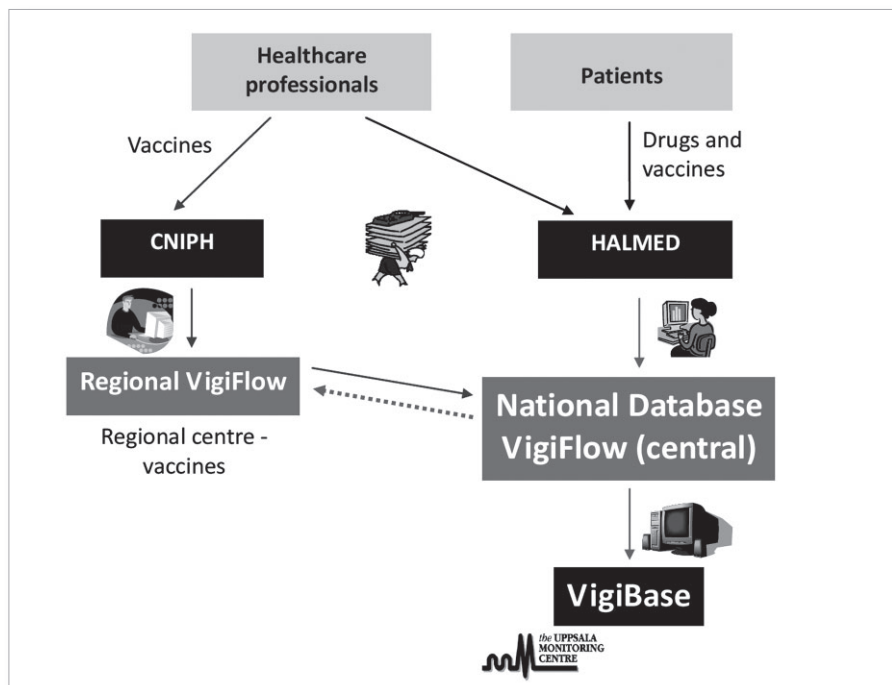 Healthcare
professionals
Patients
Vaccines
Drugs and
vaccines
CNIPH
HALMED
Regional VigiFlow
National Database
VigiFlow (central)
Regional centre -
vaccines
VigiBase
the UPPSALA
MONITORING
CENTRE